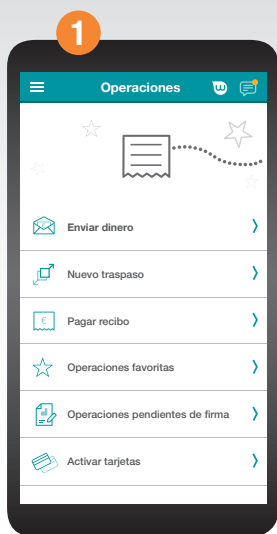 1
Operaciones
w
Enviar dinero
€
Nuevo traspaso
Pagar recibo
Operaciones favoritas
Operaciones pendientes de firma
Activar tarjetas